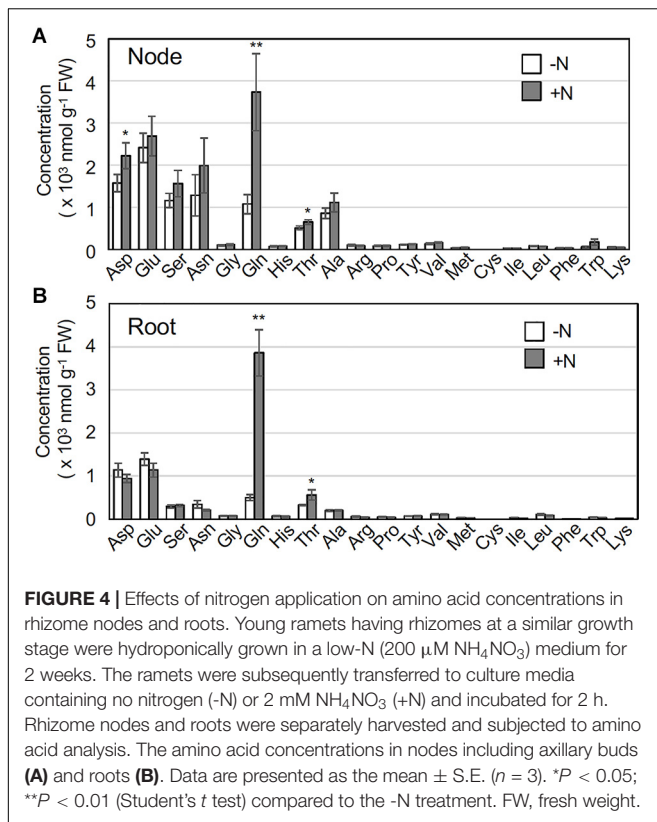 A
Node
-N
+N
Concentration
( x 10³ nmol g⁻¹ FW)
5
4
3
2
1
0
*
**
*
Asp Glu Ser Asn Gly Gln His Thr Ala Arg Pro Tyr Val Met Cys Ile Leu Phe Trp Lys
B
Root
-N
+N
Concentration
( x 10³ nmol g⁻¹ FW)
5
4
3
2
1
0
**
*
Asp Glu Ser Asn Gly Gln His Thr Ala Arg Pro Tyr Val Met Cys Ile Leu Phe Trp Lys
FIGURE 4 | Effects of nitrogen application on amino acid concentrations in
rhizome nodes and roots. Young ramets having rhizomes at a similar growth
stage were hydroponically grown in a low-N (200 μM NH₄NO₃) medium for
2 weeks. The ramets were subsequently transferred to culture media
containing no nitrogen (-N) or 2 mM NH₄NO₃ (+N) and incubated for 2 h.
Rhizome nodes and roots were separately harvested and subjected to amino
acid analysis. The amino acid concentrations in nodes including axillary buds
(A) and roots (B). Data are presented as the mean ± S.E. (n = 3). *P < 0.05;
**P < 0.01 (Student's t test) compared to the -N treatment. FW, fresh weight.